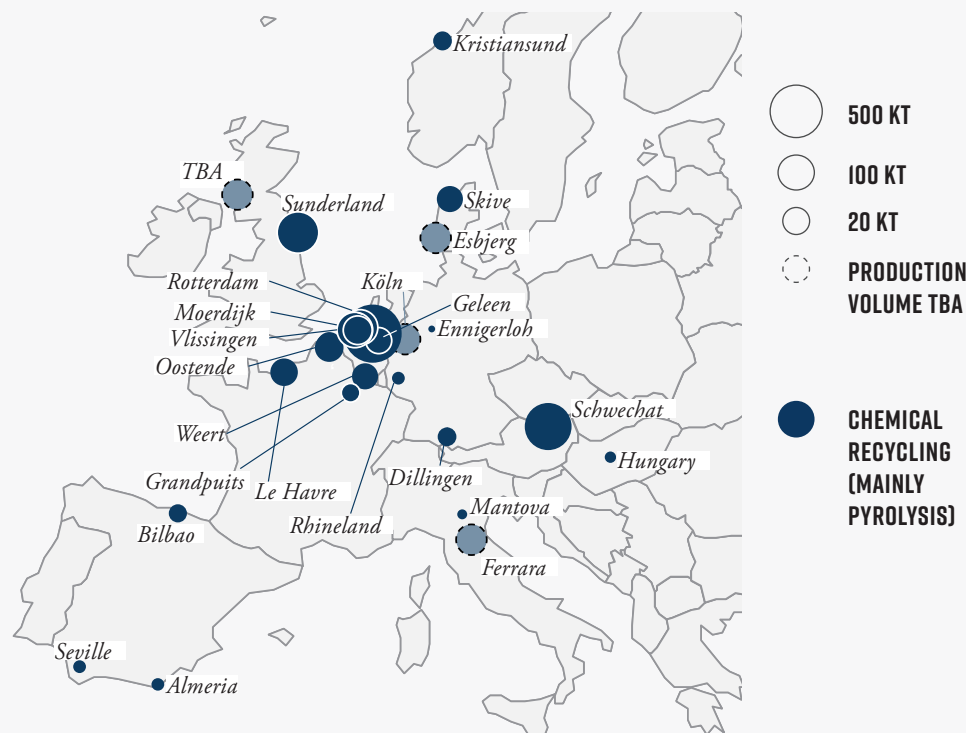 Kristiansund
TBA
Sunderland
Skive
Esbjerg
Rotterdam
Köln
Moerdijk
Geleen
Vlissingen
Ennigerloh
Oostende
Schwechat
Weert
Hungary
Grandpuits
Le Havre
Dillingen
Rhineland
Mantova
Bilbao
Ferrara
Seville
Almeria
500 KT
100 KT
20 KT
PRODUCTION
VOLUME TBA
CHEMICAL
RECYCLING
(MAINLY
PYROLYSIS)